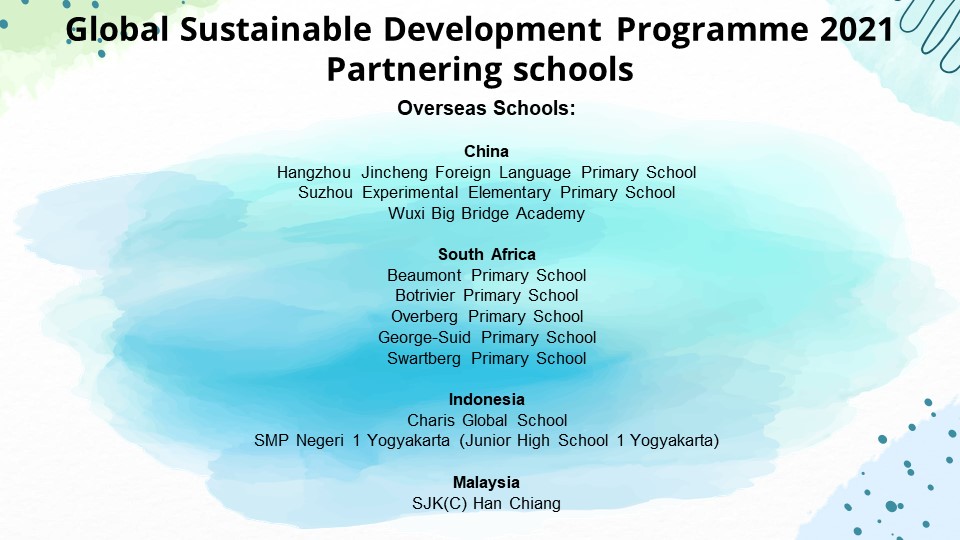 Global Sustainable Development Programme 2021
Partnering schools
Overseas Schools:
China
Hangzhou Jincheng Foreign Language Primary School
Suzhou Experimental Elementary Primary School
Wuxi Big Bridge Academy
South Africa
Beaumont Primary School
Botrivier Primary School
Overberg Primary School
George-Suid Primary School
Swartberg Primary School
Indonesia
Charis Global School
SMP Negeri 1 Yogyakarta (Junior High School 1 Yogyakarta)
Malaysia
SJK(C) Han Chiang